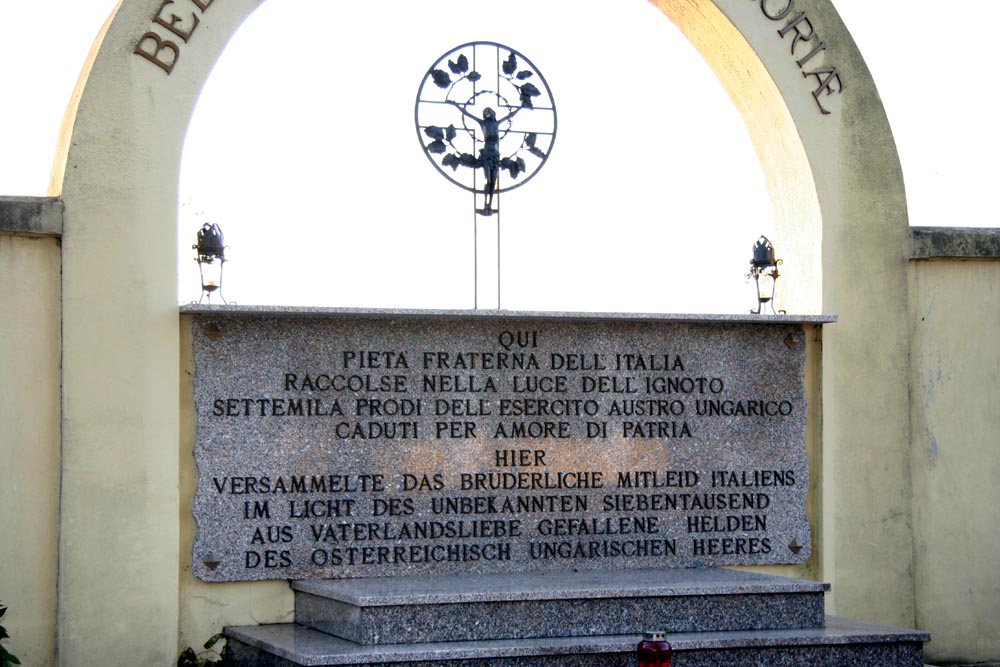 QUI
PIETA FRATERNA DELL'ITALIA
RACCOLSE NELLA LUCE DELL'IGNOTO
SETTEMILA PRODI DELL'ESERCITO AUSTRO UNGARICO
CADUTI PER AMORE DI PATRIA
HIER
VERSAMMELTE DAS BRÜDERLICHE MITLEID ITALIENS
IM LICHT DES UNBEKANNTEN SIEBENTAUSEND
AUS VATERLANDSLIEBE GEFALLENE HELDEN
DES OSTERREICHISCH UNGARISCHEN HEERES